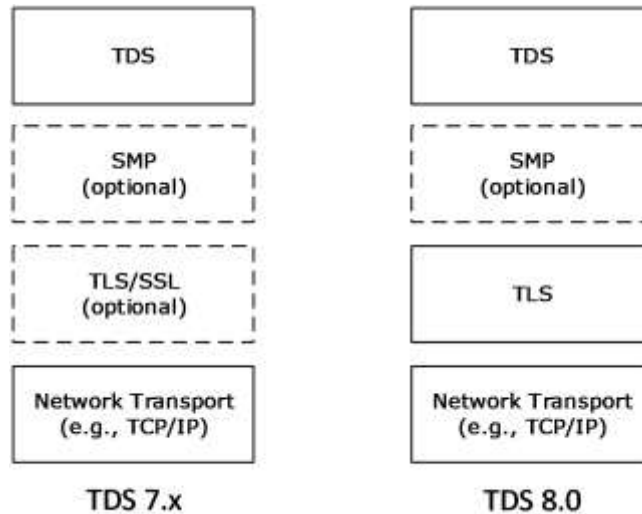 TDS
SMP
(optional)
TLS/SSL
(optional)
Network Transport
(e.g., TCP/IP)
TDS 7.x
TDS
SMP
(optional)
TLS
Network Transport
(e.g., TCP/IP)
TDS 8.0